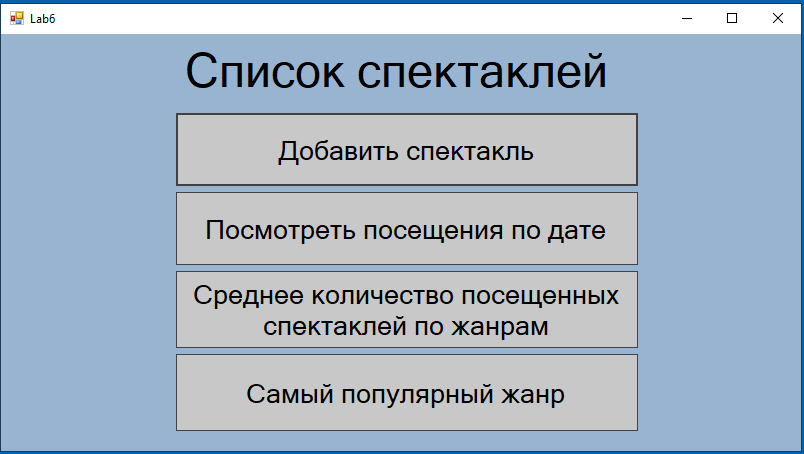 Lab6
Список спектаклей
Добавить спектакль
Посмотреть посещения по дате
Среднее количество посещенных
спектаклей по жанрам
Самый популярный жанр